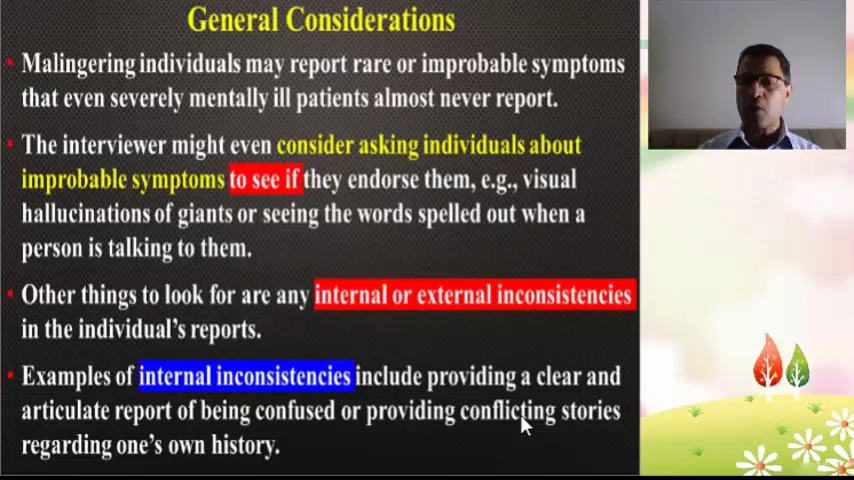 General Considerations
• Malingering individuals may report rare or improbable symptoms
that even severely mentally ill patients almost never report.
• The interviewer might even consider asking individuals about
improbable symptoms to see if they endorse them, e.g., visual
hallucinations of giants or seeing the words spelled out when a
person is talking to them.
• Other things to look for are any internal or external inconsistencies
in the individual's reports.
• Examples of internal inconsistencies include providing a clear and
articulate report of being confused or providing conflicting stories
regarding one's own history.